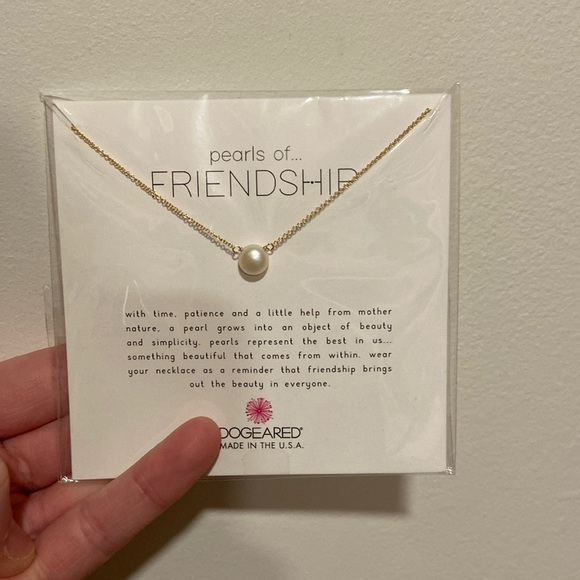 pearls of...
FRIENDSHIP
with time, patience and a little help from mother
nature, a pearl grows into an object of beauty
and simplicity. pearls represent the best in us...
something beautiful that comes from within. wear
your necklace as a reminder that friendship brings
out the beauty in everyone.
DOGEARED®
MADE IN THE U.S.A.